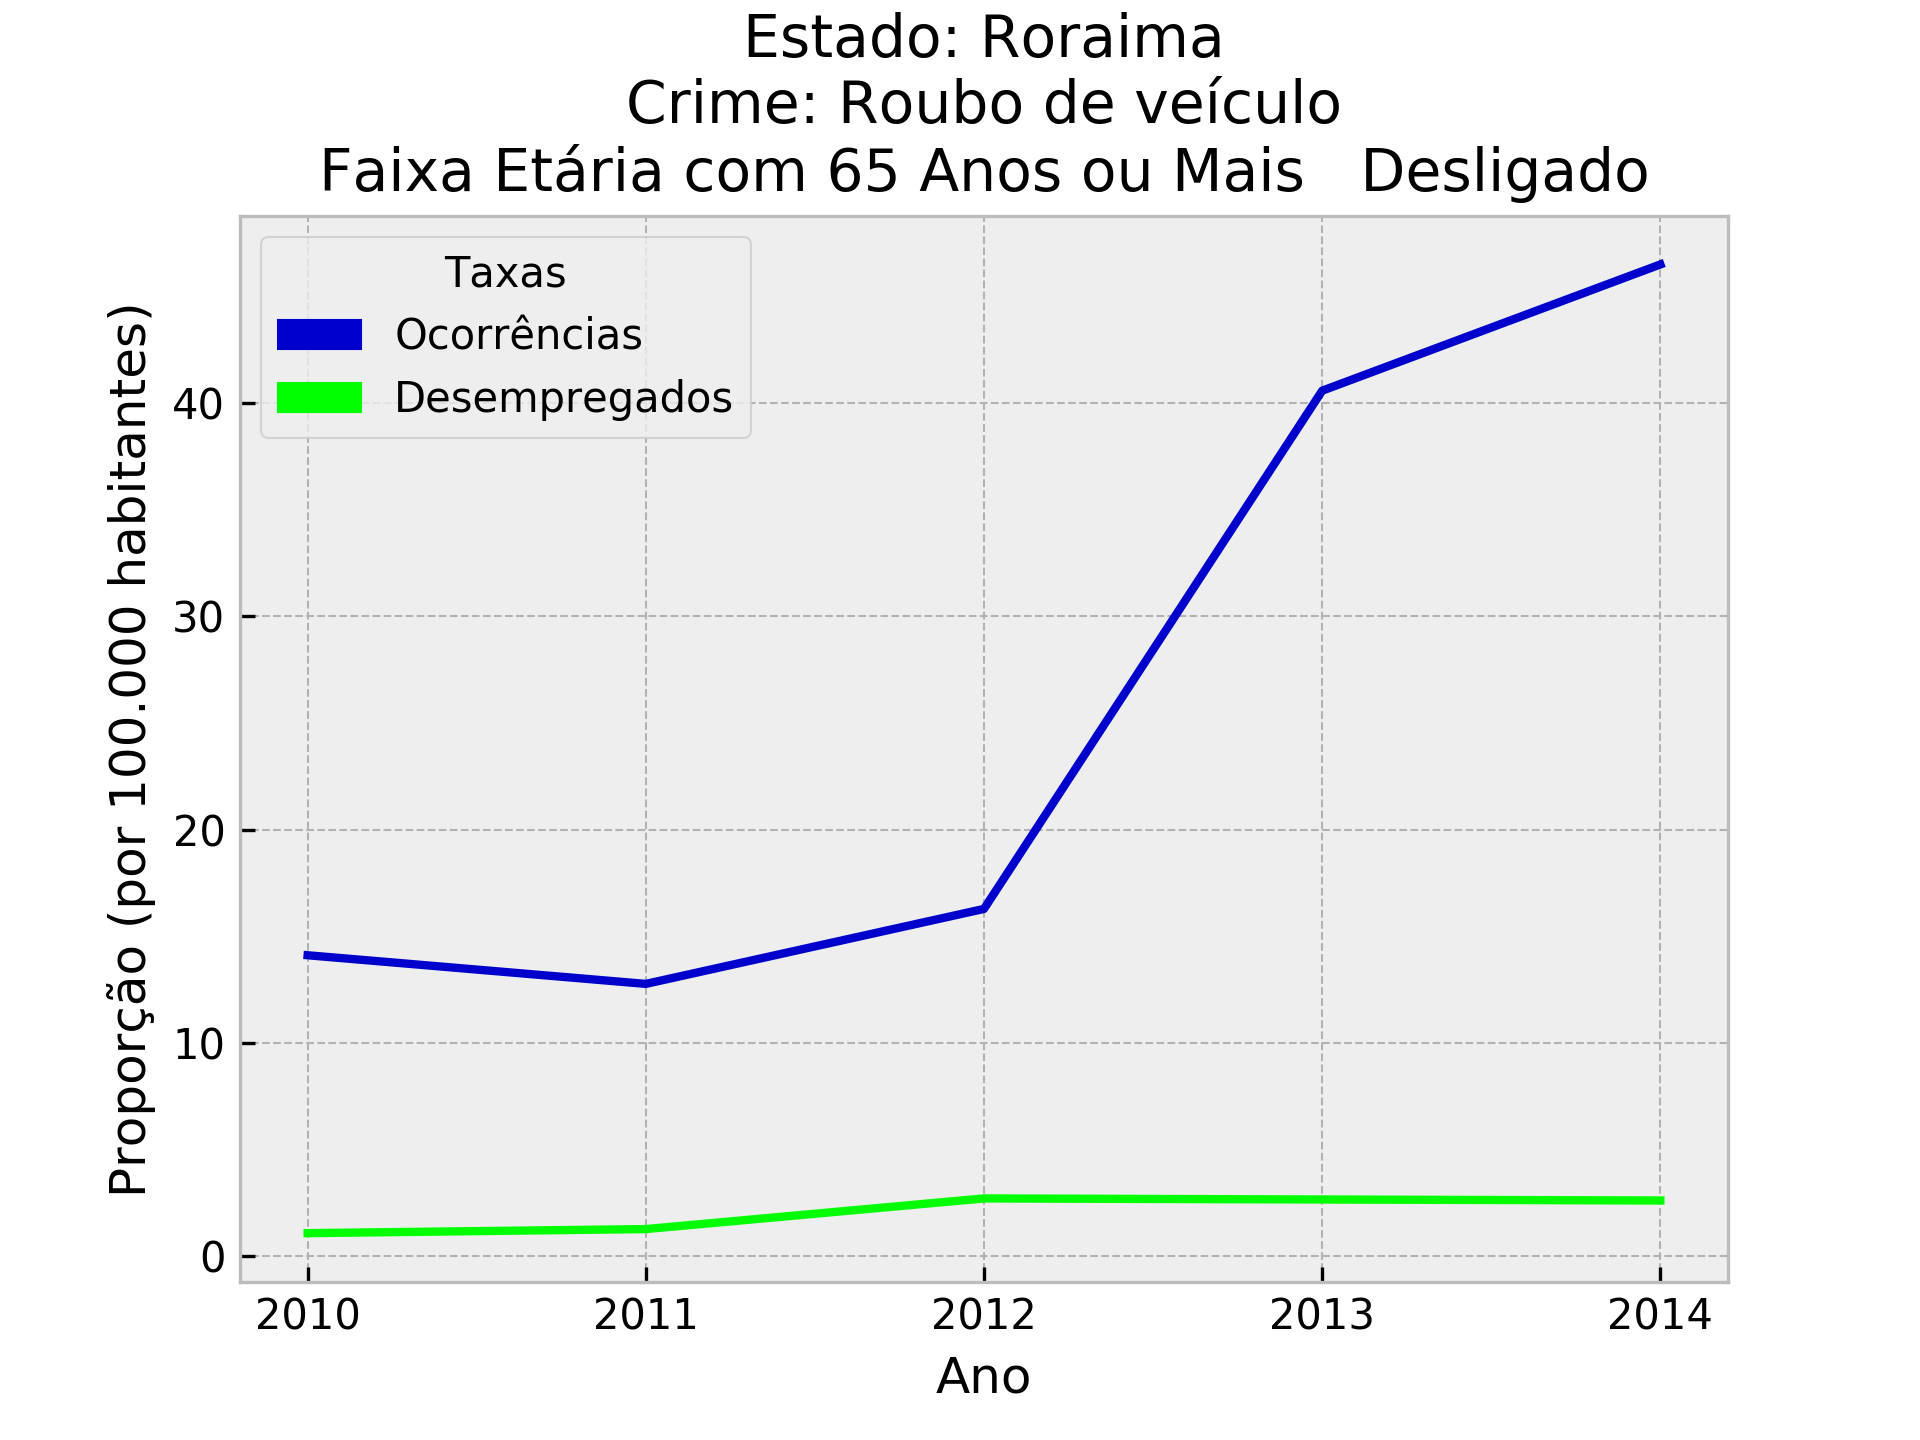 Estado: Roraima
Crime: Roubo de veículo
Faixa Etária com 65 Anos ou Mais   Desligado
Taxas
Ocorrências
Desempregados
Proporção (por 100.000 habitantes)
40
30
20
10
0
2010 2011 2012 2013 2014
Ano